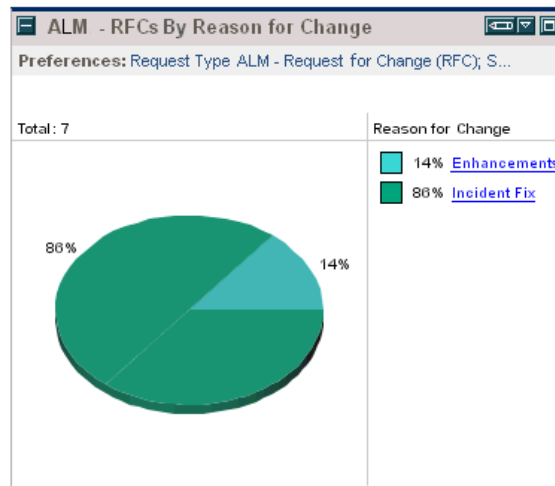 ALM - RFCs By Reason for Change
Preferences: Request Type ALM - Request for Change (RFC); S...
Total: 7
Reason for Change
14% Enhancements
86% Incident Fix
86%
14%